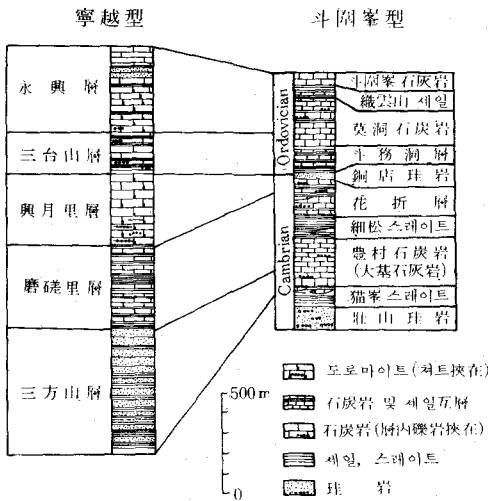 寧越型
斗圍峯型
永興層
三台山層
興月里層
磨磋里層
三方山層
Ordovician
Cambrian
斗圍峯石灰岩
織雲山세일
莫洞石灰岩
斗務洞層
銅店珪岩
花折層
細松스레이트
豊村石灰岩
(大基石灰岩)
猫峯스레이트
壯山珪岩
500m
0
도로마이트(쳐트挾在)
石灰岩 및 세일互層
石灰岩(層内礫岩挾在)
세일, 스레이트
珪岩